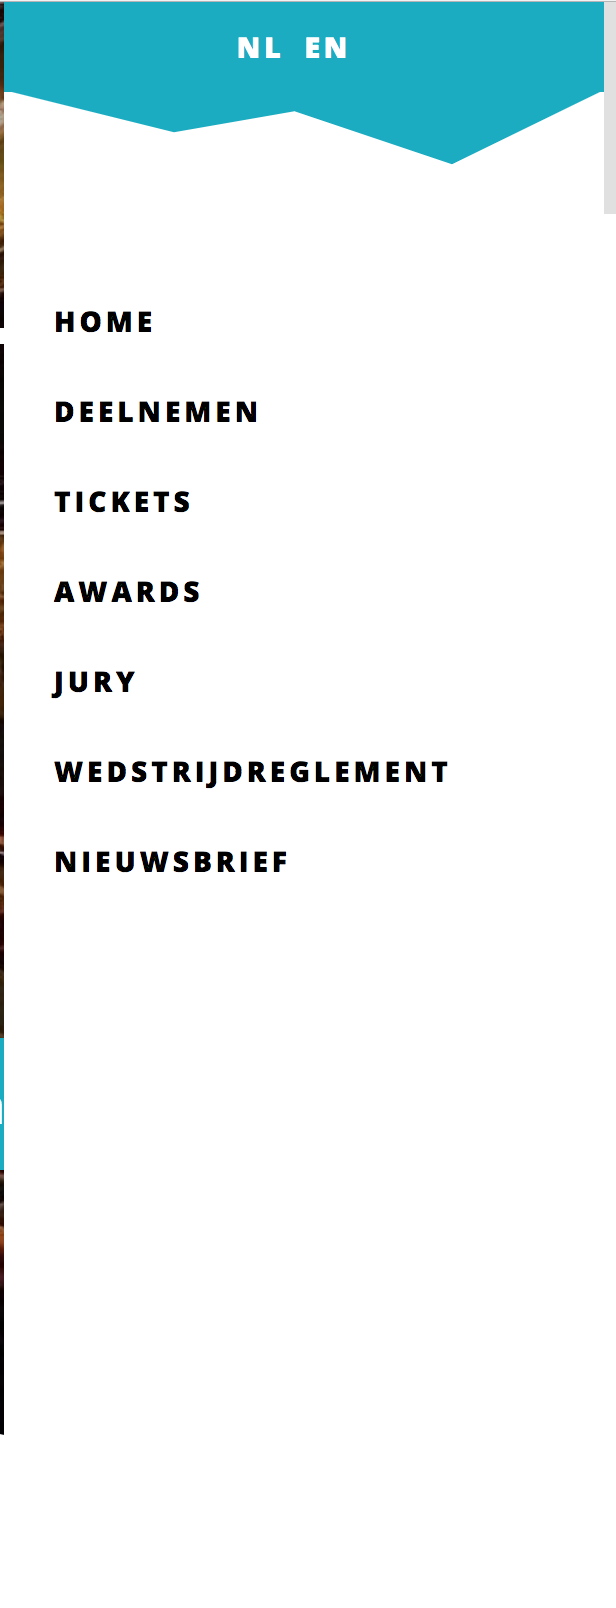 NL EN
HOME
DEELNEMEN
TICKETS
AWARDS
JURY
WEDSTRIJDREGLEMENT
NIEUWSBRIEF